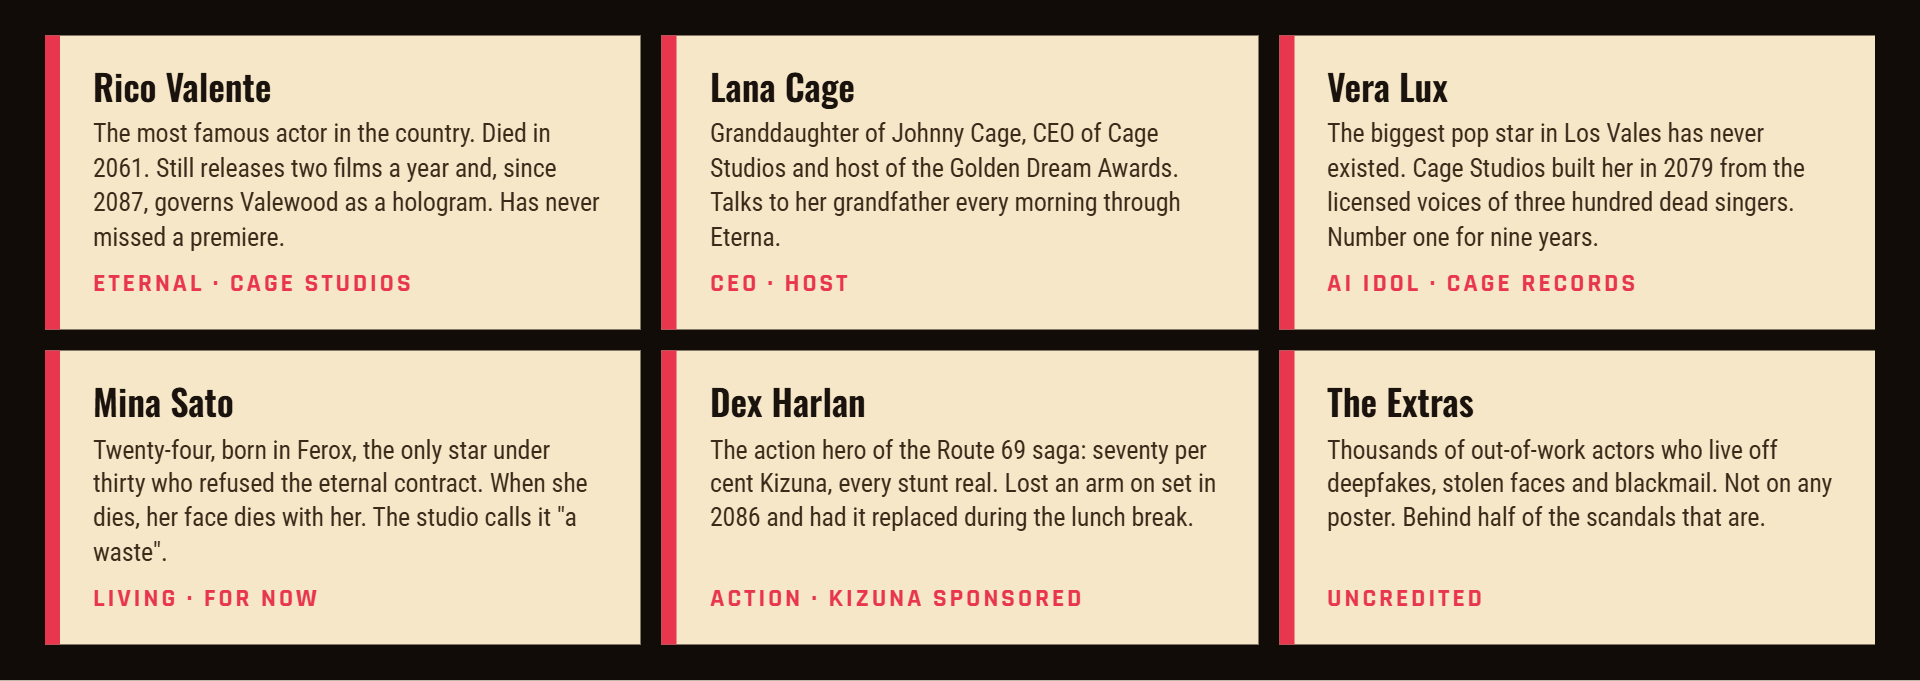 Rico Valente
The most famous actor in the country. Died in
2061. Still releases two films a year and, since
2087, governs Valewood as a hologram. Has never
missed a premiere.
ETERNAL · CAGE STUDIOS
Lana Cage
Granddaughter of Johnny Cage, CEO of Cage
Studios and host of the Golden Dream Awards.
Talks to her grandfather every morning through
Eterna.
CEO · HOST
Vera Lux
The biggest pop star in Los Vales has never
existed. Cage Studios built her in 2079 from the
licensed voices of three hundred dead singers.
Number one for nine years.
AI IDOL · CAGE RECORDS
Mina Sato
Twenty-four, born in Ferox, the only star under
thirty who refused the eternal contract. When she
dies, her face dies with her. The studio calls it "a
waste".
LIVING · FOR NOW
Dex Harlan
The action hero of the Route 69 saga: seventy per
cent Kizuna, every stunt real. Lost an arm on set in
2086 and had it replaced during the lunch break.
ACTION · KIZUNA SPONSORED
The Extras
Thousands of out-of-work actors who live off
deepfakes, stolen faces and blackmail. Not on any
poster. Behind half of the scandals that are.
UNCREDITED